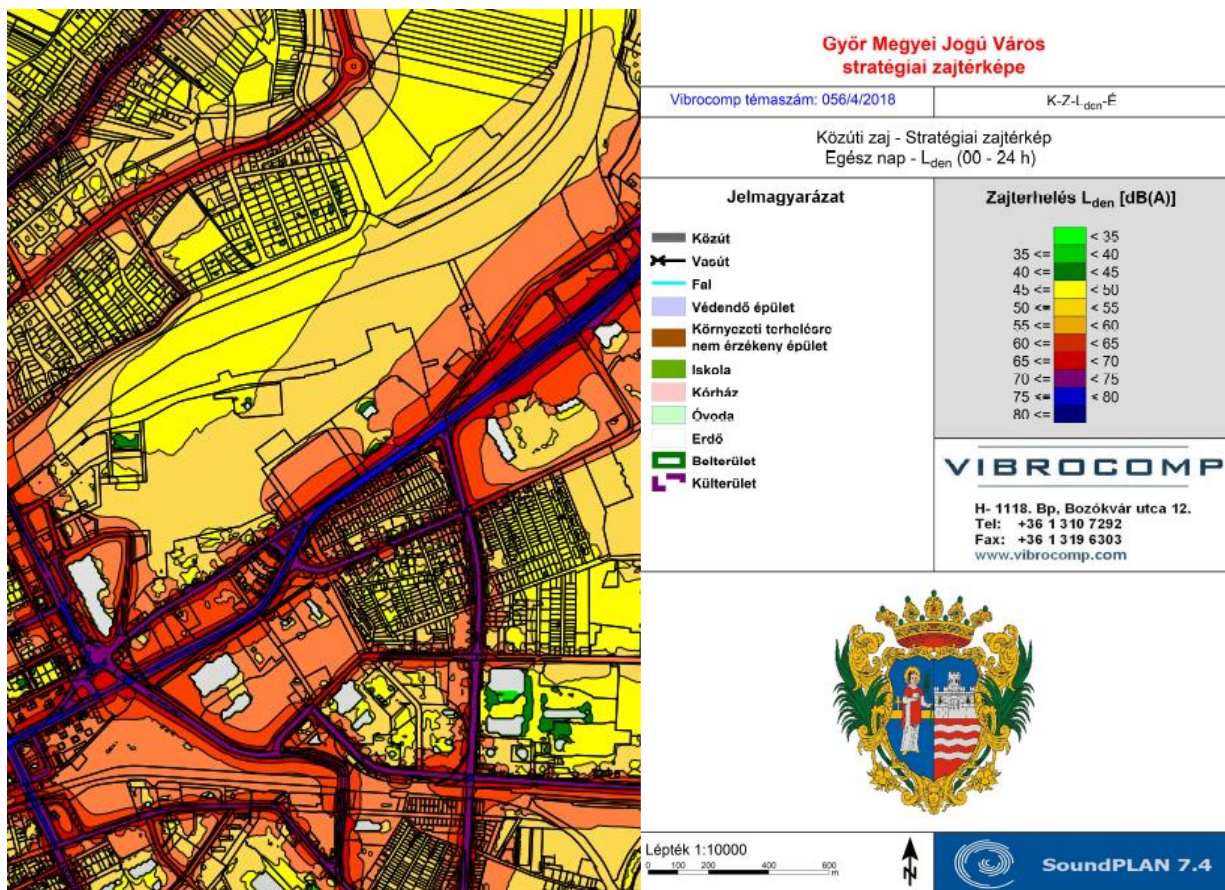 Győr Megyei Jogú Város
stratégiai zajtérképe
Vibrocomp témaszám: 056/4/2018
K-Z-Lden-É
Közúti zaj - Stratégiai zajtérkép
Egész nap - Lden (00 - 24 h)
Jelmagyarázat
Közút
Vasút
Fal
Védendő épület
Környezeti terhelésre
nem érzékeny épület
Iskola
Kórház
Óvoda
Erdő
Belterület
Külterület
Zajterhelés Lden [dB(A)]
< 35
35 <= < 40
40 <= < 45
45 <= < 50
50 <= < 55
55 <= < 60
60 <= < 65
65 <= < 70
70 <= < 75
75 <= < 80
80 <=
VIBROCOMP
H- 1118. Bp, Bozókvár utca 12.
Tel: +36 1 310 7292
Fax: +36 1 319 6303
www.vibrocomp.com
Lépték 1:10000
0 100 200 400 600
m
N
SoundPLAN 7.4